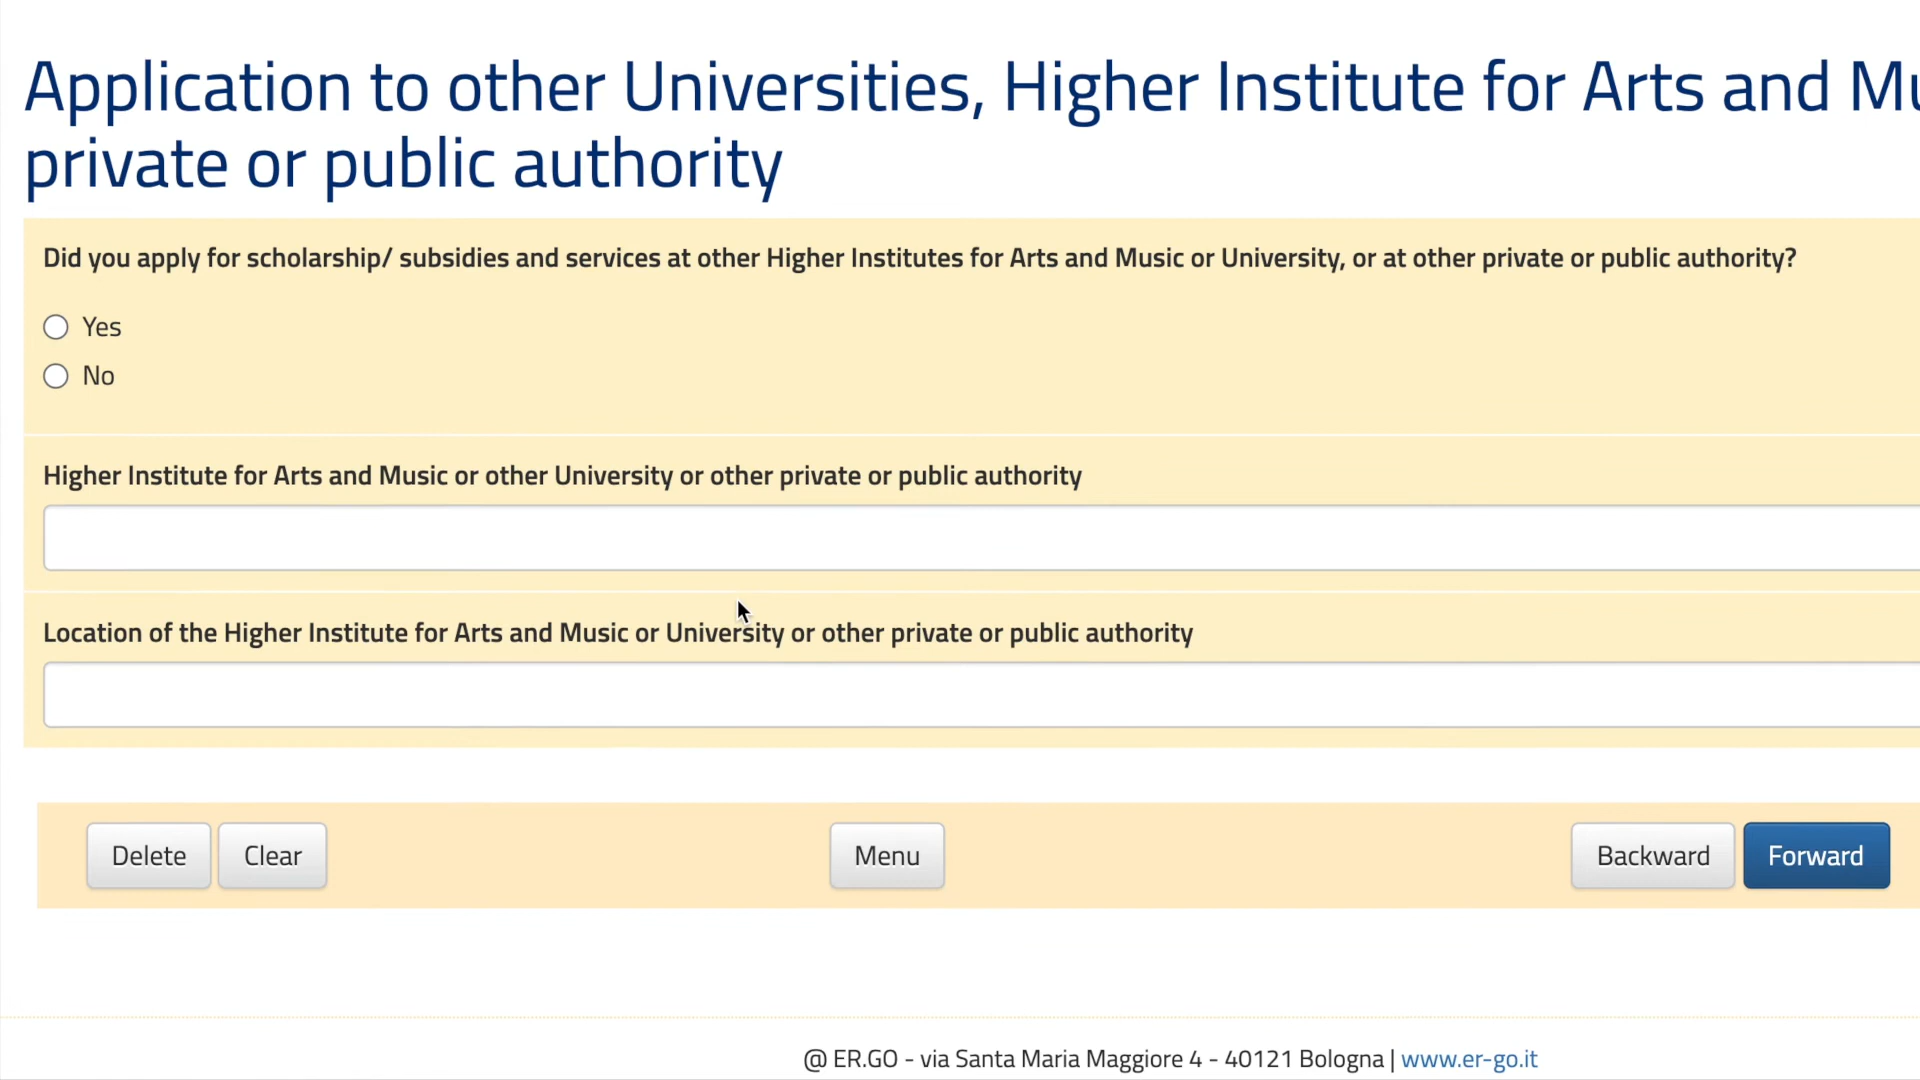 Application to other Universities, Higher Institute for Arts and
private or public authority
Did you apply for scholarship/ subsidies and services at other Higher Institutes for Arts and Music or University, or at other private or public authority?
Yes
No
Higher Institute for Arts and Music or other University or other private or public authority
Location of the Higher Institute for Arts and Music or University or other private or public authority
Delete
Clear
Menu
Backward
Forward
@ ER.GO - via Santa Maria Maggiore 4 - 40121 Bologna | www.er-go.it